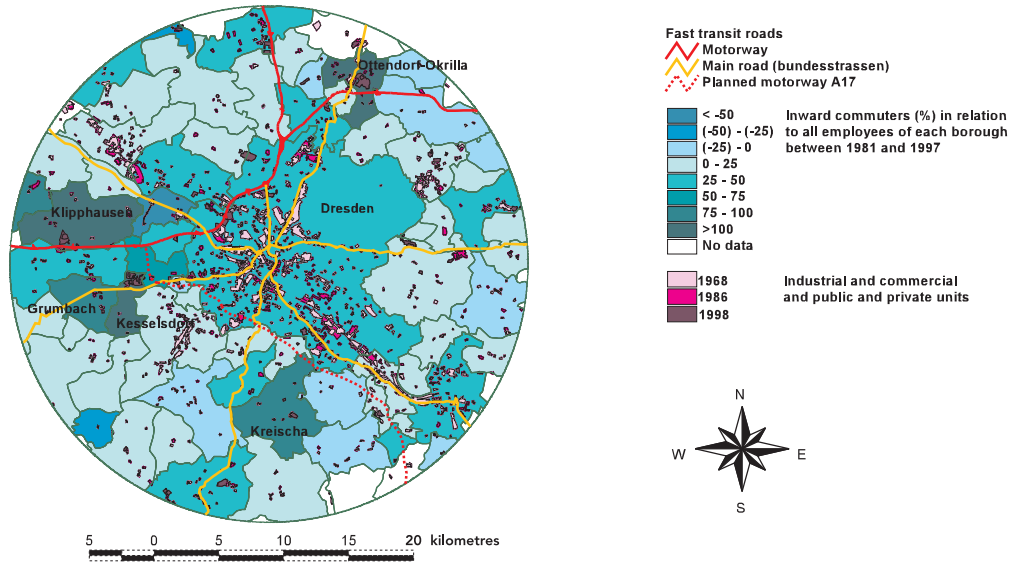 Ottendorf-Okrilla
Klipphausen
Dresden
Grumbach
Kesselsdorf
Kreischa
5 0 5 10 15 20 kilometres
Fast transit roads
Motorway
Main road (bundesstrassen)
Planned motorway A17
< -50
(-50) - (-25)
(-25) - 0
0 - 25
25 - 50
50 - 75
75 - 100
>100
No data
Inward commuters (%) in relation
to all employees of each borough
between 1981 and 1997
1968
1986
1998
Industrial and commercial
and public and private units
N
W E
S